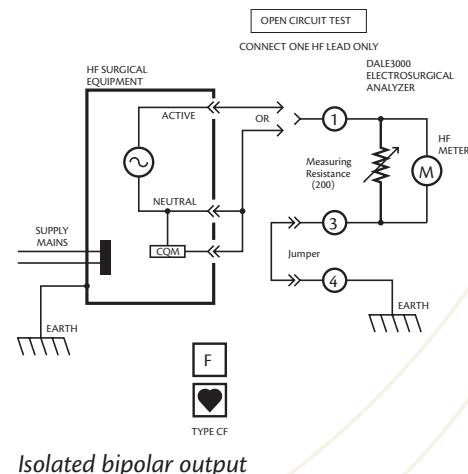 OPEN CIRCUIT TEST
CONNECT ONE HF LEAD ONLY
HF SURGICAL
EQUIPMENT
DALE3000
ELECTROSURGICAL
ANALYZER
ACTIVE
OR
1
HF
METER
M
Measuring
Resistance
(200)
NEUTRAL
3
SUPPLY
MAINS
CQM
Jumper
4
EARTH
EARTH
F
TYPE CF
Isolated bipolar output